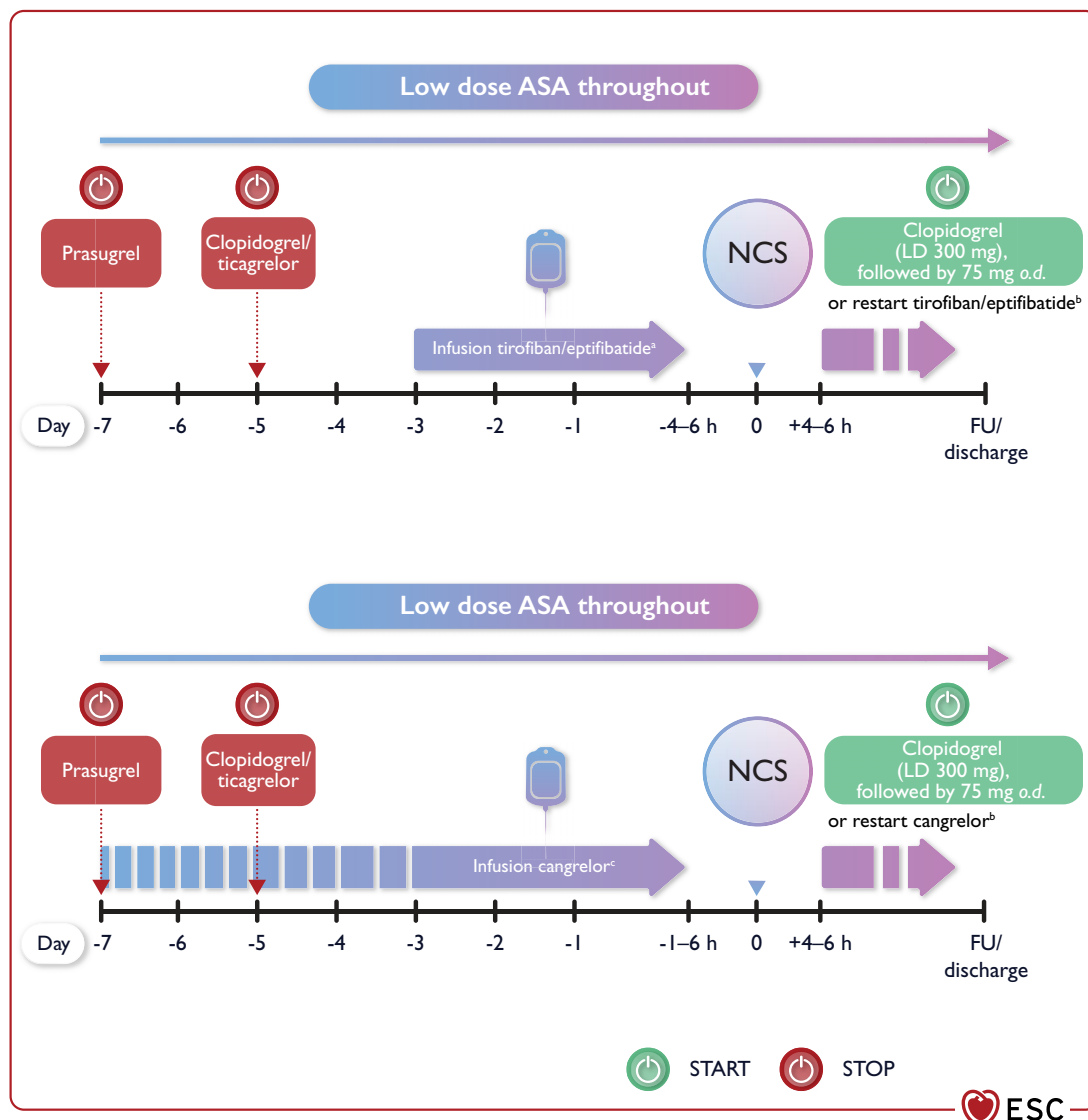 Low dose ASA throughout
Prasugrel
Clopidogrel/
ticagrelor
NCS
Clopidogrel
(LD 300 mg),
followed by 75 mg o.d.
or restart tirofiban/eptifibatideᵇ
Infusion tirofiban/eptifibatideᵃ
Day -7 -6 -5 -4 -3 -2 -1 -4–6 h 0 +4–6 h FU/
discharge
Low dose ASA throughout
Prasugrel
Clopidogrel/
ticagrelor
NCS
Clopidogrel
(LD 300 mg),
followed by 75 mg o.d.
or restart cangrelorᵇ
Infusion cangrelorᶜ
Day -7 -6 -5 -4 -3 -2 -1 -1–6 h 0 +4–6 h FU/
discharge
START STOP
ESC